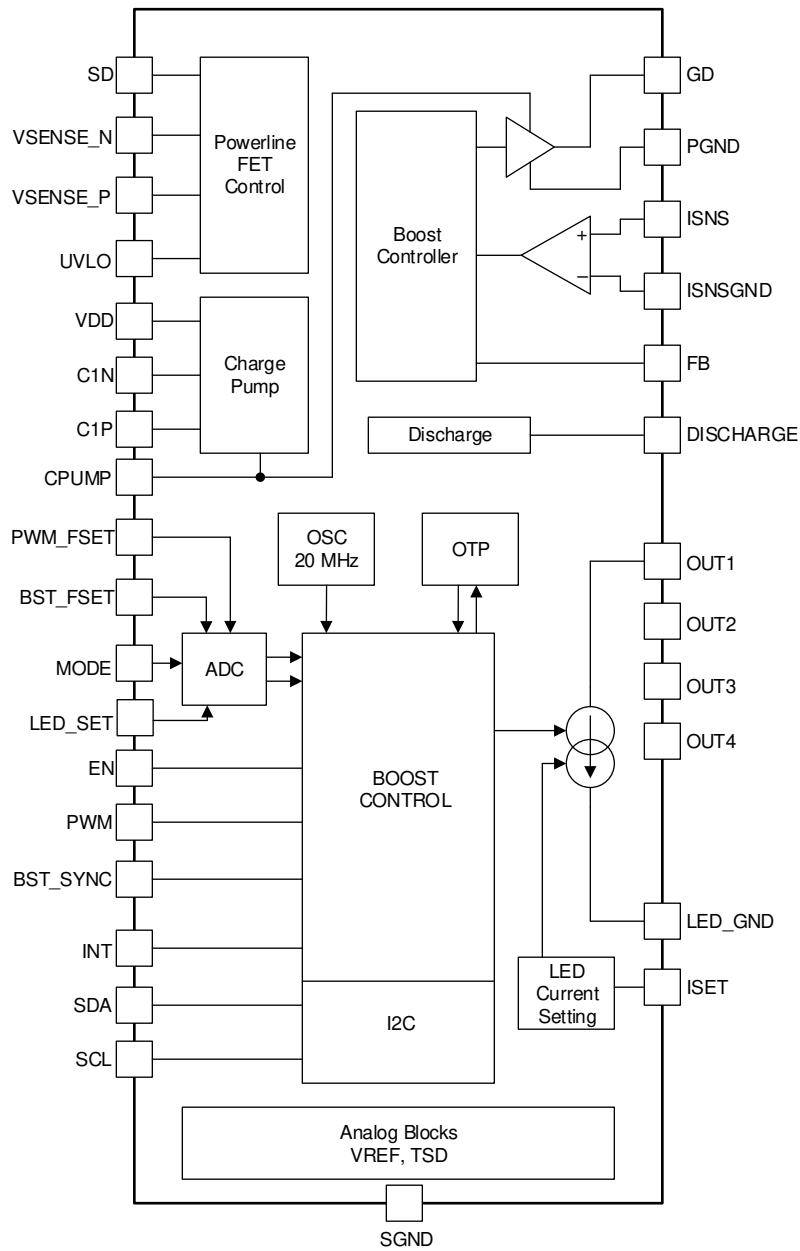 SD
VSENSE_N
VSENSE_P
UVLO
VDD
C1N
C1P
CPUMP
PWM_FSET
BST_FSET
MODE
LED_SET
EN
PWM
BST_SYNC
INT
SDA
SCL
Powerline
FET
Control
Charge
Pump
Boost
Controller
+
−
Discharge
OSC
20 MHz
OTP
ADC
BOOST
CONTROL
I2C
LED
Current
Setting
Analog Blocks
VREF, TSD
GD
PGND
ISNS
ISNSGND
FB
DISCHARGE
OUT1
OUT2
OUT3
OUT4
LED_GND
ISET
SGND